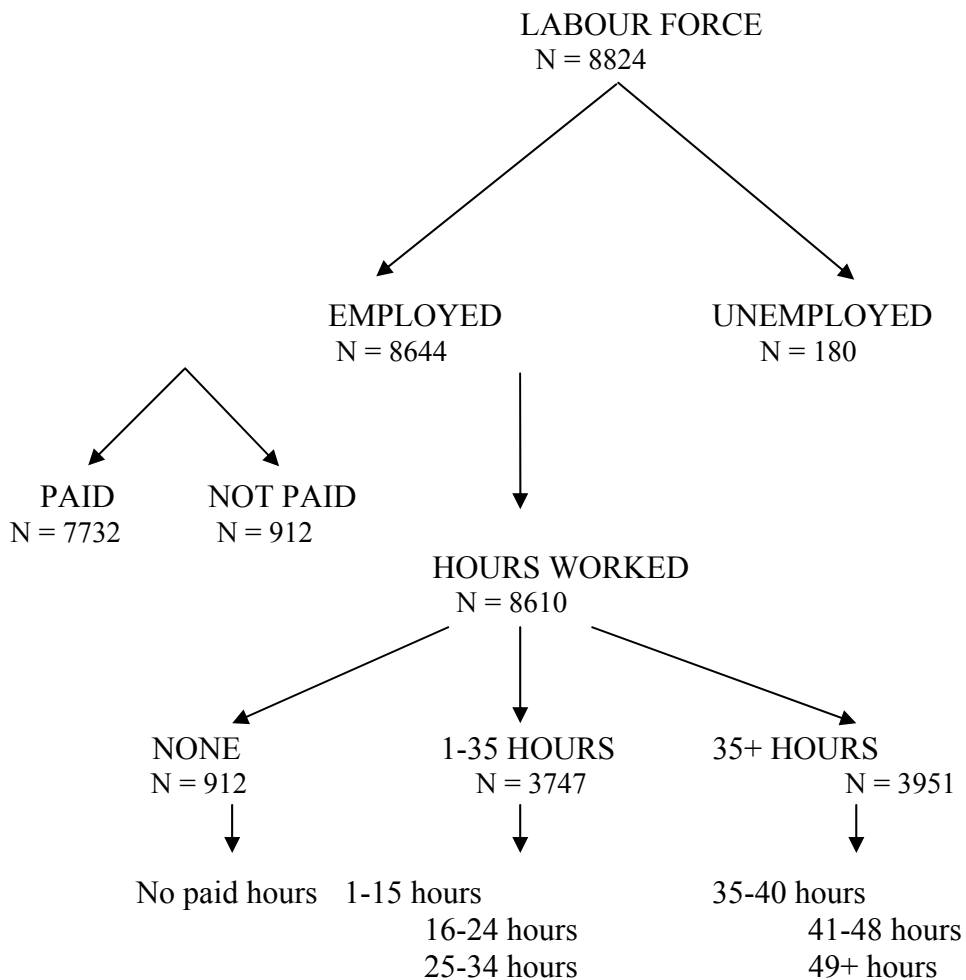 LABOUR FORCE
N = 8824
EMPLOYED
N = 8644
UNEMPLOYED
N = 180
PAID
N = 7732
NOT PAID
N = 912
HOURS WORKED
N = 8610
NONE
N = 912
1-35 HOURS
N = 3747
35+ HOURS
N = 3951
No paid hours
1-15 hours
16-24 hours
25-34 hours
35-40 hours
41-48 hours
49+ hours